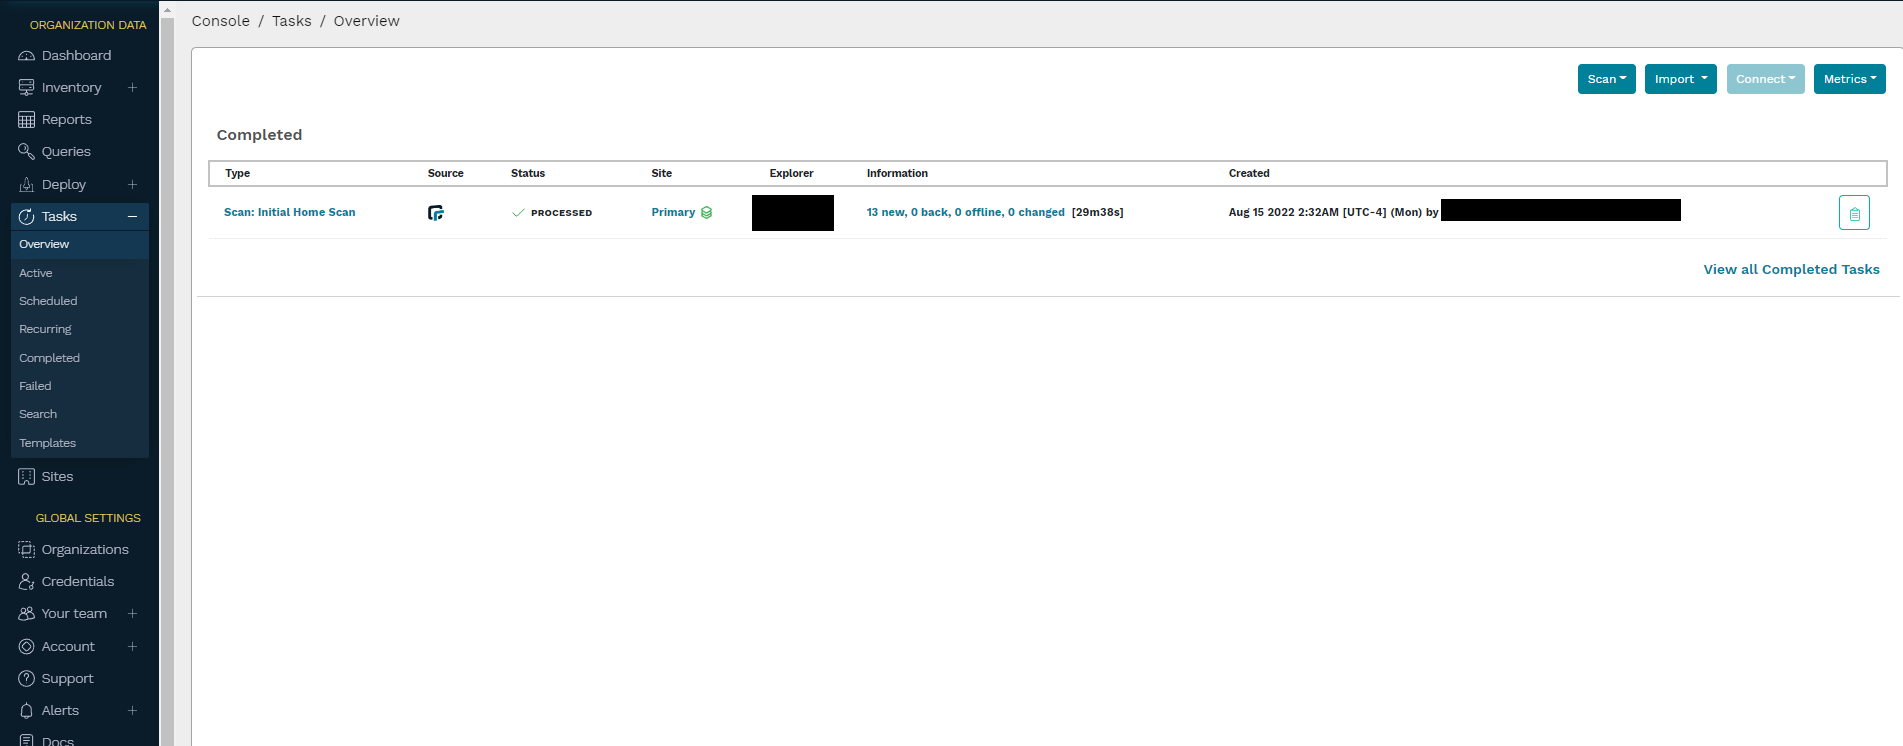 ORGANIZATION DATA
Dashboard
Inventory +
Reports
Queries
Deploy +
Tasks −
Overview
Active
Scheduled
Recurring
Completed
Failed
Search
Templates
Sites
GLOBAL SETTINGS
Organizations
Credentials
Your team +
Account +
Support
Alerts +
Docs
Console / Tasks / Overview
Scan Import Connect Metrics
Completed
Type Source Status Site Explorer Information Created
Scan: Initial Home Scan PROCESSED Primary 13 new, 0 back, 0 offline, 0 changed [29m38s] Aug 15 2022 2:32AM [UTC-4] (Mon) by
View all Completed Tasks